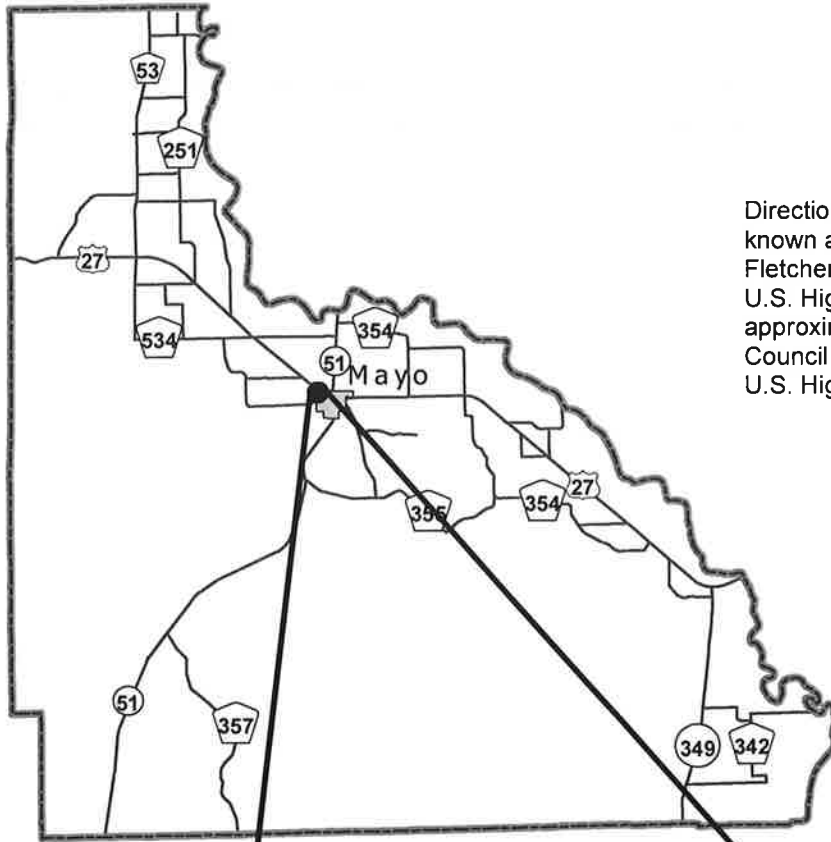 53
251
27
534
354
51
Mayo
27
354
355
51
357
349
342
Directio
known a
Fletcher
U.S. Hig
approxim
Council
U.S. Hig